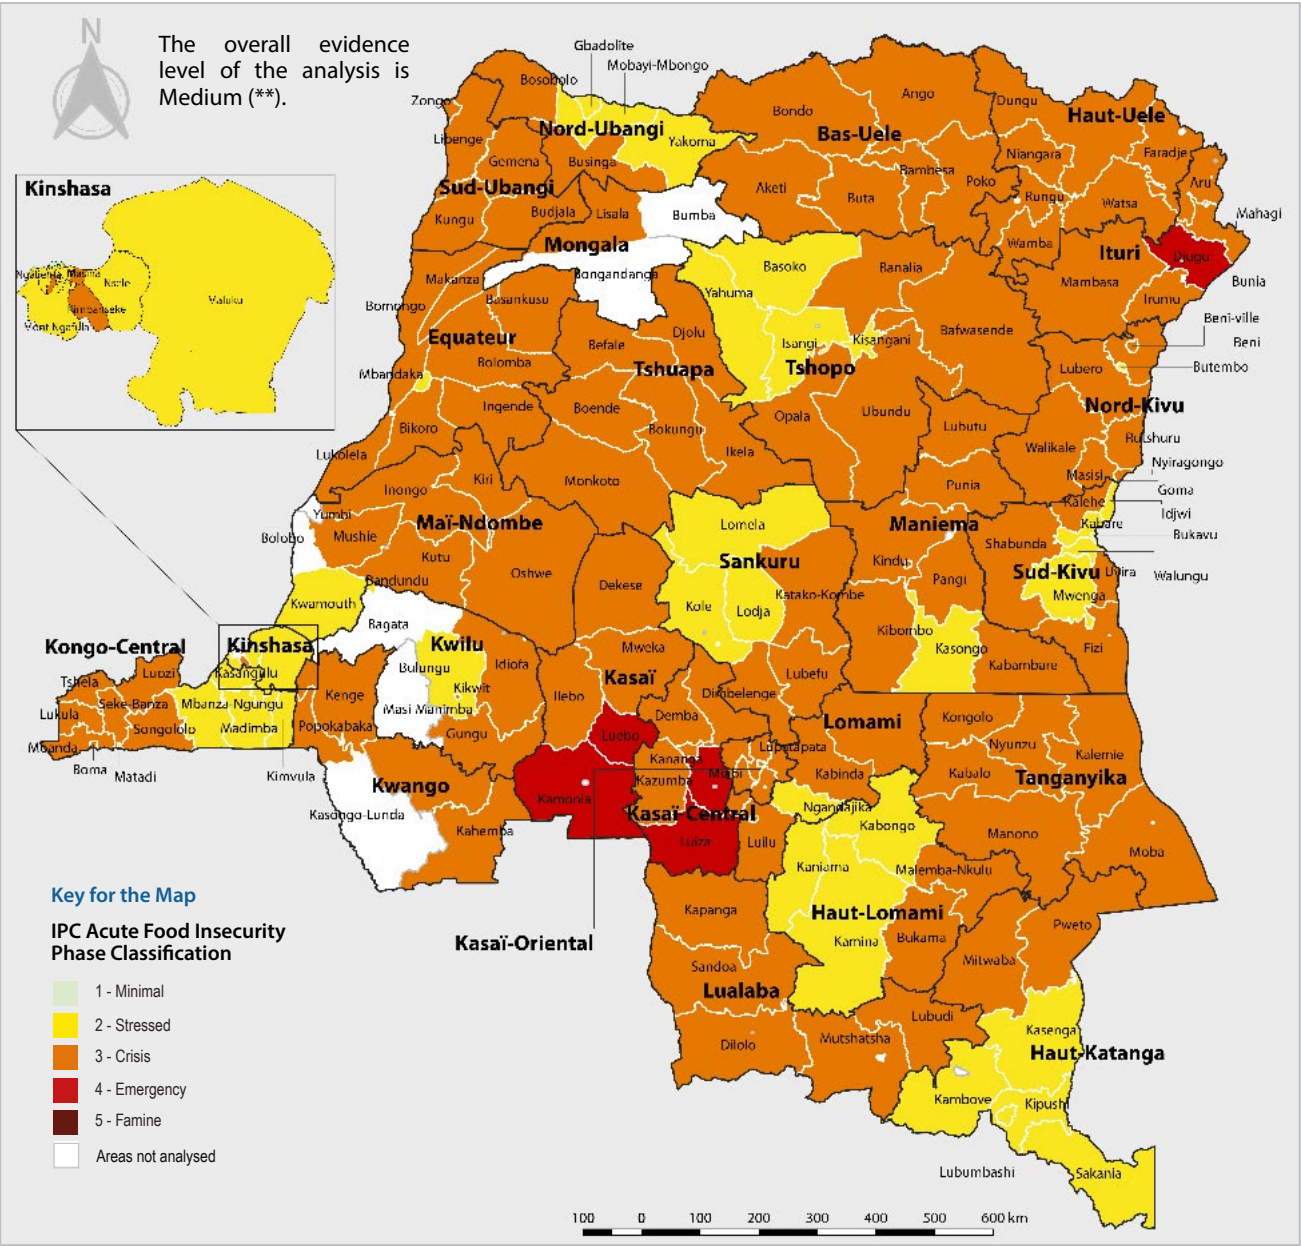 N
The overall evidence
level of the analysis is
Medium (**).
Gbadolite
Mobayi-Mbongo
Bosobolo
Zongo
Libenge
Nord-Ubangi
Yakoma
Gemena
Businga
Sud-Ubangi
Kungu
Budjala
Lisala
Bumba
Mongala
Bongandanga
Bondo
Ango
Dungu
Haut-Uele
Bas-Uele
Niangara
Faradje
Bambesa
Poko
Aru
Aketi
Buta
Rungu
Watsa
Mahagi
Wamba
Ituri
Djugu
Bunia
Mambasa
Irumu
Basoko
Banalia
Yahuma
Isangi
Kisangani
Bafwasende
Tshopo
Opala
Ubundu
Lubutu
Beni-ville
Beni
Butembo
Lubero
Nord-Kivu
Rutshuru
Walikale
Nyiragongo
Masisi
Goma
Kalehe
Idjwi
Kabare
Bukavu
Punia
Makanza
Basankusu
Bomongo
Equateur
Bolomba
Mbandaka
Ingende
Bikoro
Lukolela
Befale
Djolu
Tshuapa
Boende
Bokungu
Ikela
Monkoto
Kinshasa
Ngaliema
Masina
Nsele
Maluku
Kimbanseke
Mont Ngafula
Inongo
Kiri
Yumbi
Maï-Ndombe
Bolobo
Mushie
Kutu
Oshwe
Bandundu
Kwamouth
Dekese
Lomela
Sankuru
Kole
Lodja
Katako-Kombe
Lubefu
Maniema
Kindu
Pangi
Kibombo
Kasongo
Kabambare
Shabunda
Sud-Kivu
Uvira
Walungu
Mwenga
Fizi
Kongo-Central
Kinshasa
Bagata
Kwilu
Bulungu
Idiofa
Kikwit
Masi Manimba
Gungu
Tshela
Luozi
Kasangulu
Lukula
Seke-Banza
Mbanza-Ngungu
Kenge
Songololo
Madimba
Popokabaka
Muanda
Boma
Matadi
Kimvula
Kwango
Kasongo-Lunda
Kahemba
Mweka
Kasaï
Ilebo
Dimbelenge
Demba
Luebo
Kananga
Kazumba
Miabi
Lupatapata
Kamonia
Kasaï-Central
Luiza
Luilu
Lomami
Kabinda
Ngandajika
Kabongo
Kongolo
Nyunzu
Kalemie
Kabalo
Tanganyika
Manono
Moba
Kaniama
Malemba-Nkulu
Haut-Lomami
Kamina
Bukama
Kapanga
Kasaï-Oriental
Sandoa
Lualaba
Dilolo
Mutshatsha
Lubudi
Mitwaba
Pweto
Kasenga
Haut-Katanga
Kambove
Kipushi
Lubumbashi
Sakania
Key for the Map
IPC Acute Food Insecurity
Phase Classification
1 - Minimal
2 - Stressed
3 - Crisis
4 - Emergency
5 - Famine
Areas not analysed
100 0 100 200 300 400 500 600 km